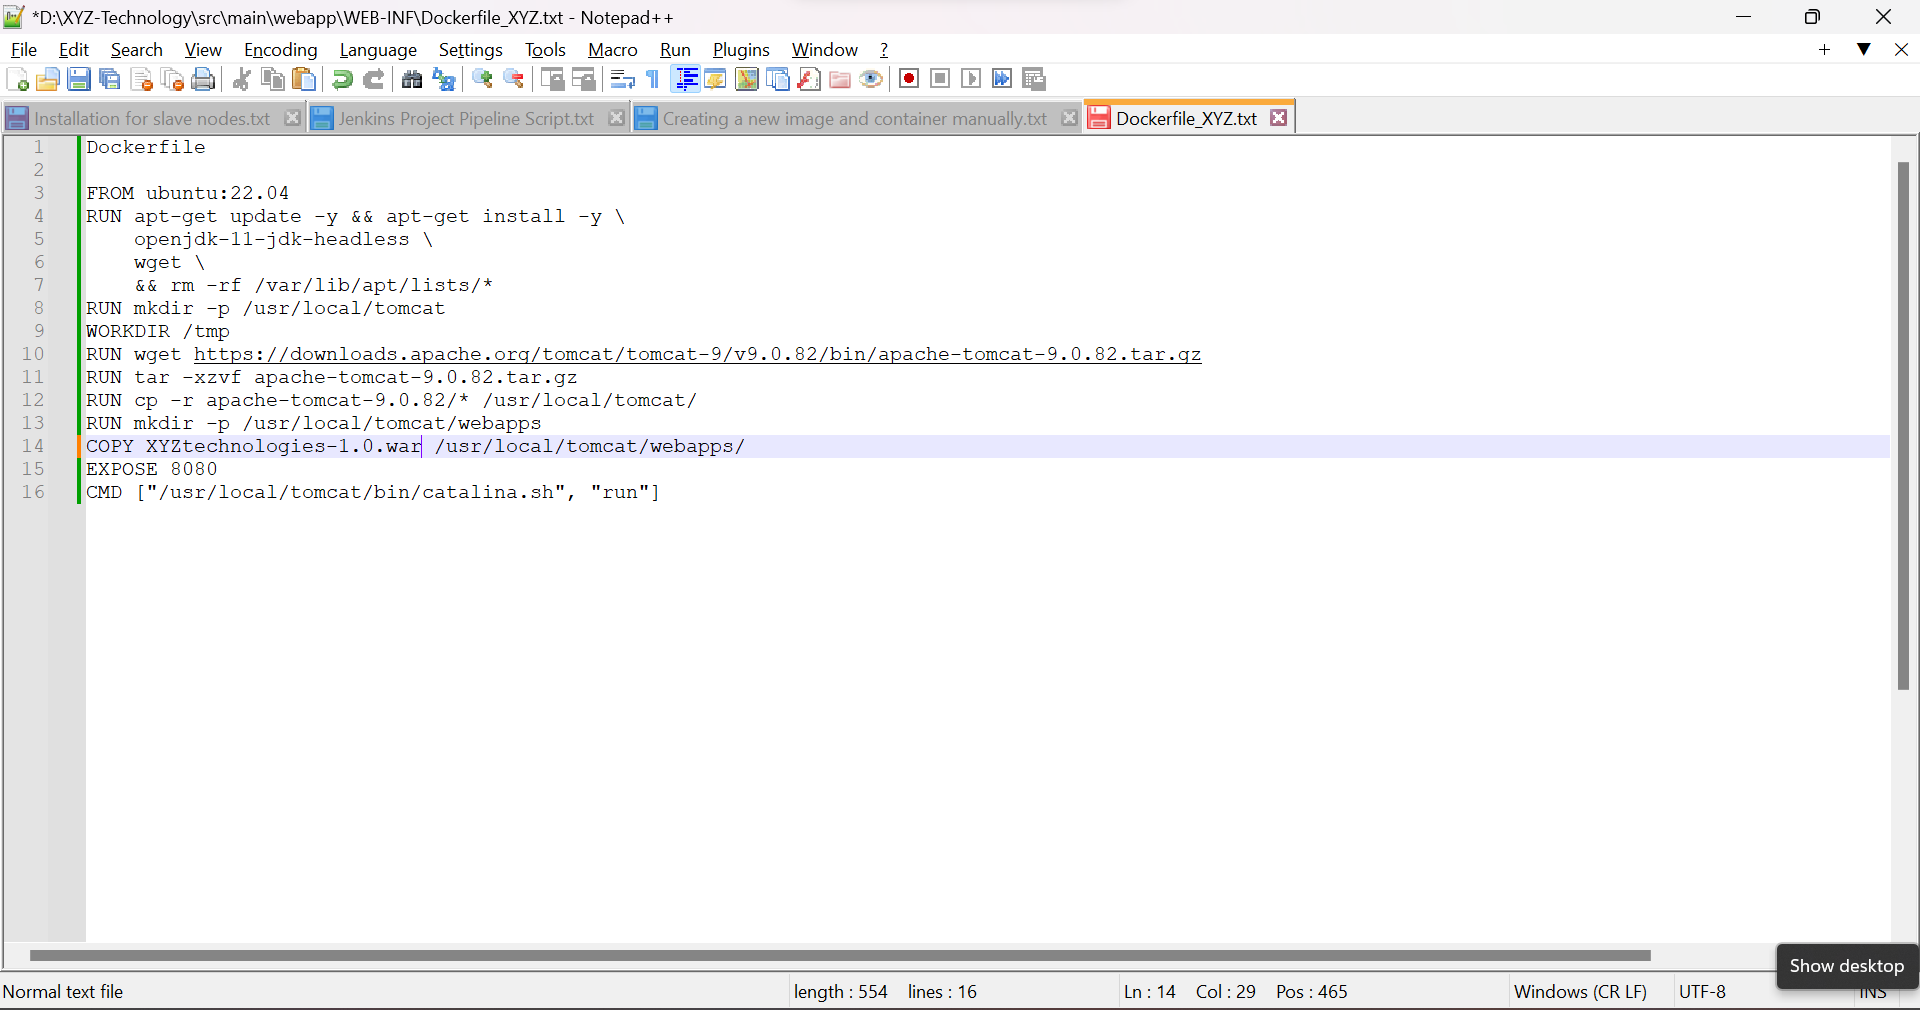 *D:\XYZ-Technology\src\main\webapp\WEB-INF\Dockerfile_XYZ.txt - Notepad++
File Edit Search View Encoding Language Settings Tools Macro Run Plugins Window ?
Installation for slave nodes.txt Jenkins Project Pipeline Script.txt Creating a new image and container manually.txt Dockerfile_XYZ.txt
1 Dockerfile
2
3 FROM ubuntu:22.04
4 RUN apt-get update -y && apt-get install -y \
5     openjdk-11-jdk-headless \
6     wget \
7     && rm -rf /var/lib/apt/lists/*
8 RUN mkdir -p /usr/local/tomcat
9 WORKDIR /tmp
10 RUN wget https://downloads.apache.org/tomcat/tomcat-9/v9.0.82/bin/apache-tomcat-9.0.82.tar.gz
11 RUN tar -xzvf apache-tomcat-9.0.82.tar.gz
12 RUN cp -r apache-tomcat-9.0.82/* /usr/local/tomcat/
13 RUN mkdir -p /usr/local/tomcat/webapps
14 COPY XYZtechnologies-1.0.war /usr/local/tomcat/webapps/
15 EXPOSE 8080
16 CMD ["/usr/local/tomcat/bin/catalina.sh", "run"]
Show desktop
Normal text file length : 554 lines : 16 Ln : 14 Col : 29 Pos : 465 Windows (CR LF) UTF-8 INS